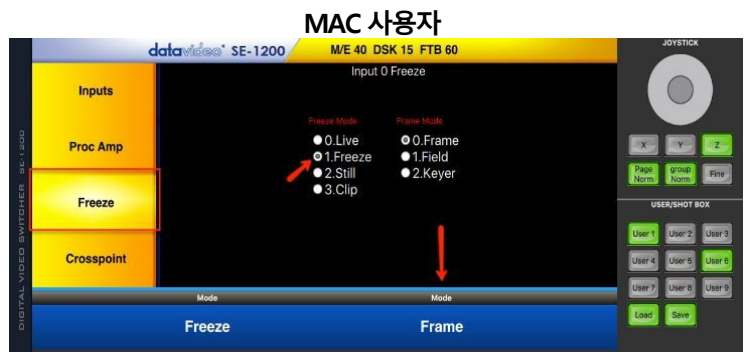 MAC 사용자
datavideo® SE-1200
M/E 40 DSK 15 FTB 60
JOYSTICK
Input 0 Freeze
Inputs
Proc Amp
Freeze
Crosspoint
Freeze Mode
0.Live
1.Freeze
2.Still
3.Clip
Frame Mode
0.Frame
1.Field
2.Keyer
Mode
Freeze
Mode
Frame
X Y Z
Page Norm
group Norm
Fine
USER/SHOT BOX
User 1 User 2 User 3
User 4 User 5 User 6
User 7 User 8 User 9
Load Save
DIGITAL VIDEO SWITCHER SE-1200